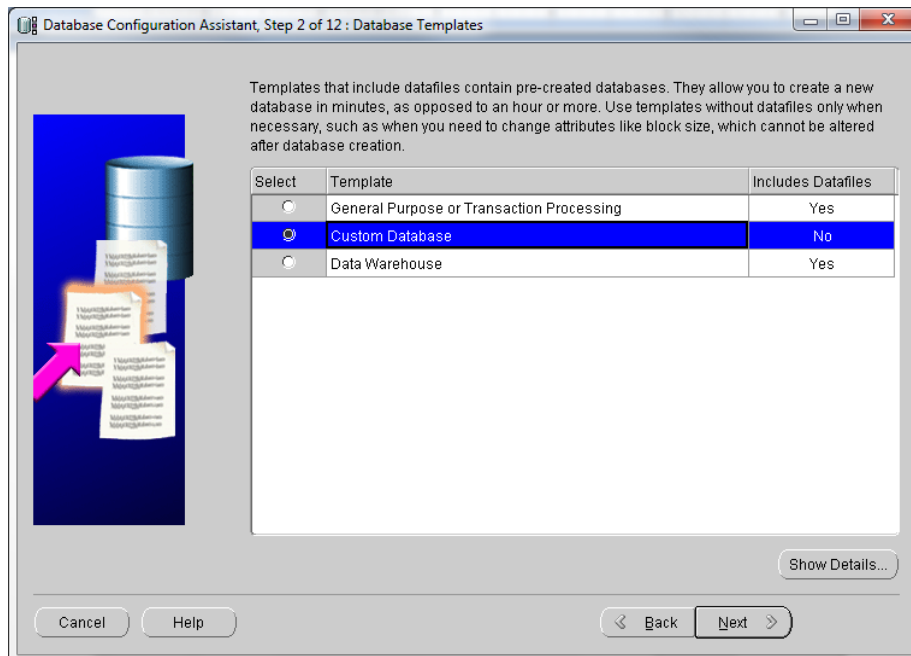 Database Configuration Assistant, Step 2 of 12 : Database Templates
Templates that include datafiles contain pre-created databases. They allow you to create a new
database in minutes, as opposed to an hour or more. Use templates without datafiles only when
necessary, such as when you need to change attributes like block size, which cannot be altered
after database creation.
Select Template Includes Datafiles
General Purpose or Transaction Processing Yes
Custom Database No
Data Warehouse Yes
Show Details...
Cancel Help Back Next